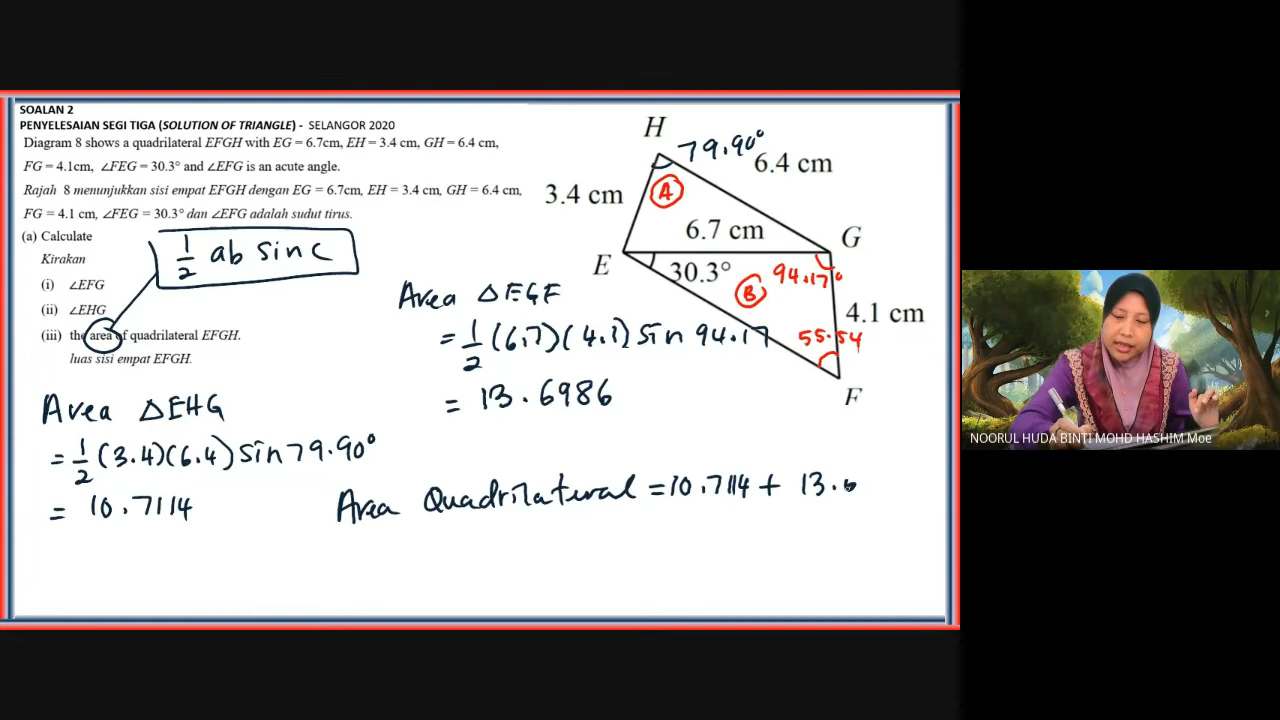 SOALAN 2
PENYELESAIAN SEGI TIGA (SOLUTION OF TRIANGLE) - SELANGOR 2020
Diagram 8 shows a quadrilateral EFGH with EG = 6.7cm, EH = 3.4 cm, GH = 6.4 cm,
FG = 4.1cm, ∠FEG = 30.3° and ∠EFG is an acute angle.
Rajah 8 menunjukkan sisi empat EFGH dengan EG = 6.7cm, EH = 3.4 cm, GH = 6.4 cm,
FG = 4.1 cm, ∠FEG = 30.3° dan ∠EFG adalah sudut tirus.
(a) Calculate
Kirakan
(i) ∠EFG
(ii) ∠EHG
(iii) the area of quadrilateral EFGH.
luas sisi empat EFGH.
1/2 ab sin C
H
79.90°
6.4 cm
3.4 cm
A
6.7 cm
G
E
30.3°
94.17°
B
4.1 cm
55.54
F
Area △EGF
= 1/2 (6.7)(4.1) sin 94.17
= 13.6986
Area △EHG
= 1/2 (3.4)(6.4) sin 79.90°
= 10.7114
Area Quadrilateral = 10.7114 + 13.6
NOORUL HUDA BINTI MOHD HASHIM Moe